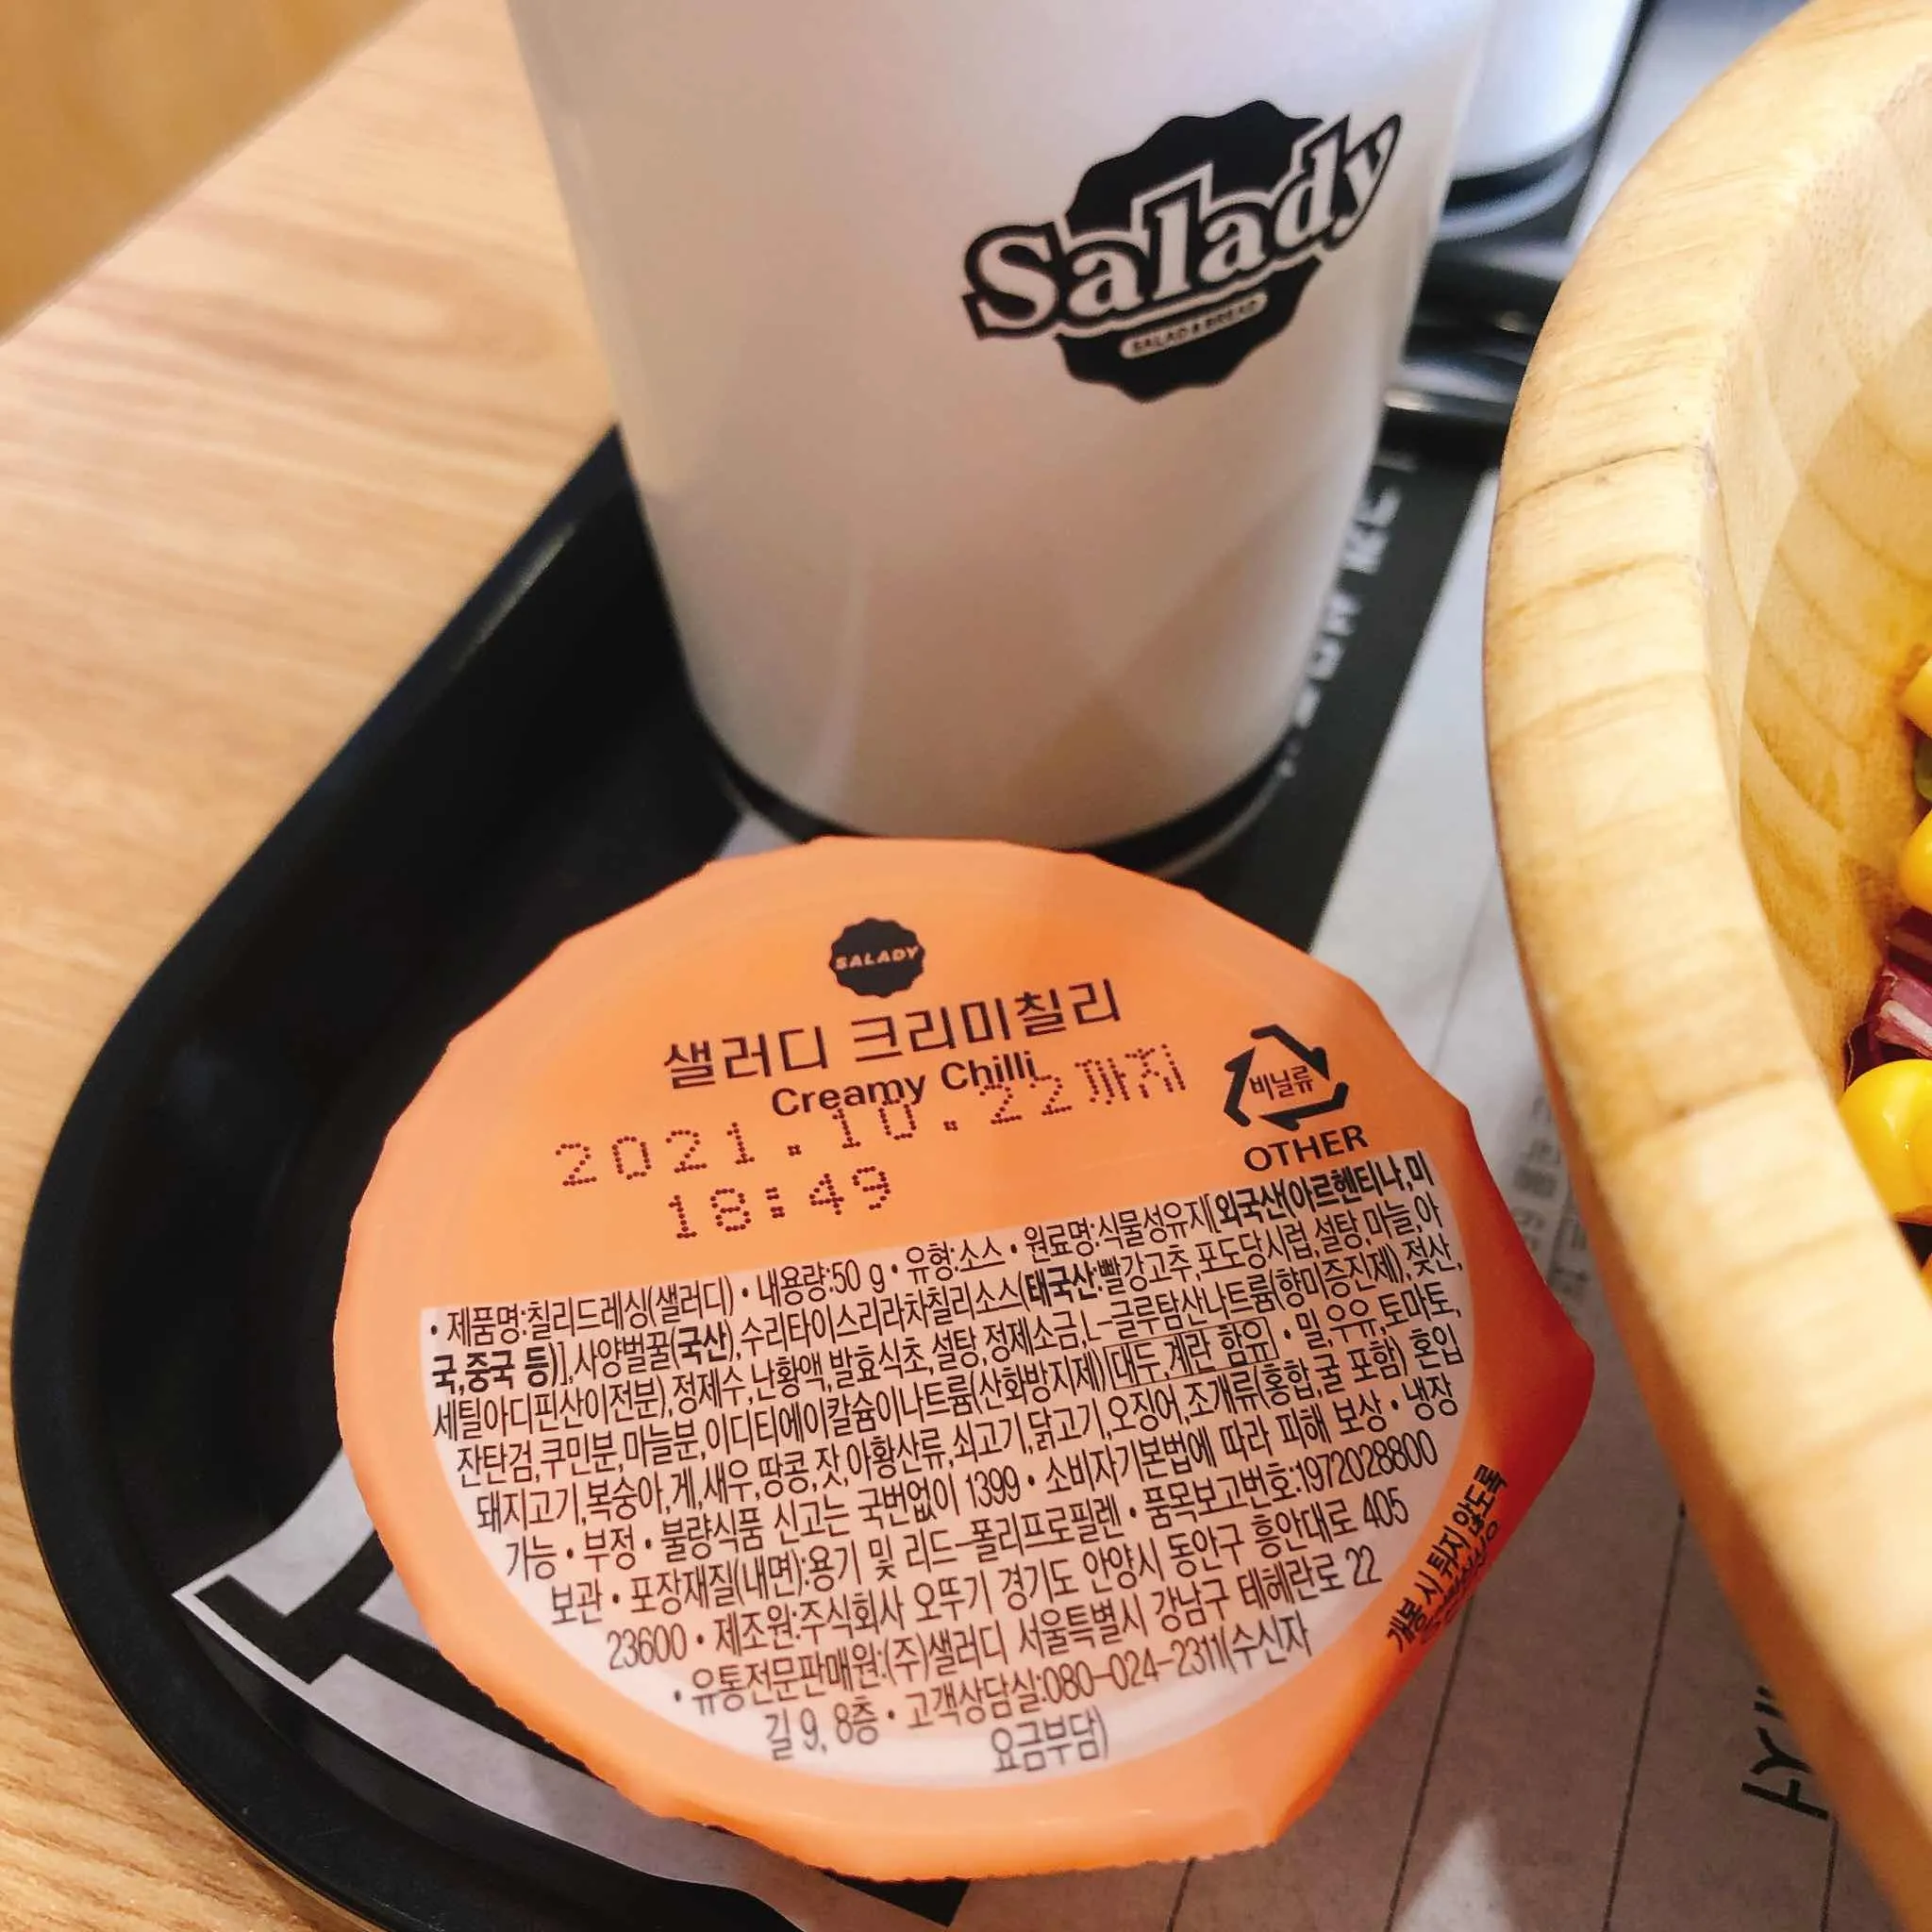 Salady
SALAD & BREAD
SALADY
샐러디 크리미칠리
Creamy Chilli
2021.10.22까지
18:49
비닐류
OTHER
• 제품명:칠리드레싱(샐러디) • 내용량:50 g • 유형:소스 • 원료명:식물성유지[외국산(아르헨티나,미
국,중국 등)],사양벌꿀(국산),수리타이스리라차칠리소스(태국산:빨강고추,포도당시럽,설탕,마늘,아
세틸아디핀산이전분),정제수,난황액,발효식초,설탕,정제소금,L-글루탐산나트륨(향미증진제),젖산,
잔탄검,쿠민분,마늘분,이디티에이칼슘이나트륨(산화방지제) 대두,계란 함유 • 밀,우유,토마토,
돼지고기,복숭아,게,새우,땅콩,잣,아황산류,쇠고기,닭고기,오징어,조개류(홍합,굴 포함) 혼입
가능 • 부정 • 불량식품 신고는 국번없이 1399 • 소비자기본법에 따라 피해 보상 • 냉장
보관 • 포장재질(내면):용기 및 리드-폴리프로필렌 • 품목보고번호:1972028800
23600 • 제조원:주식회사 오뚜기 경기도 안양시 동안구 흥안대로 405
• 유통전문판매원:(주)샐러디 서울특별시 강남구 테헤란로 22
길 9, 8층 • 고객상담실:080-024-2311(수신자
요금부담)
개봉 시 튀지 않도록